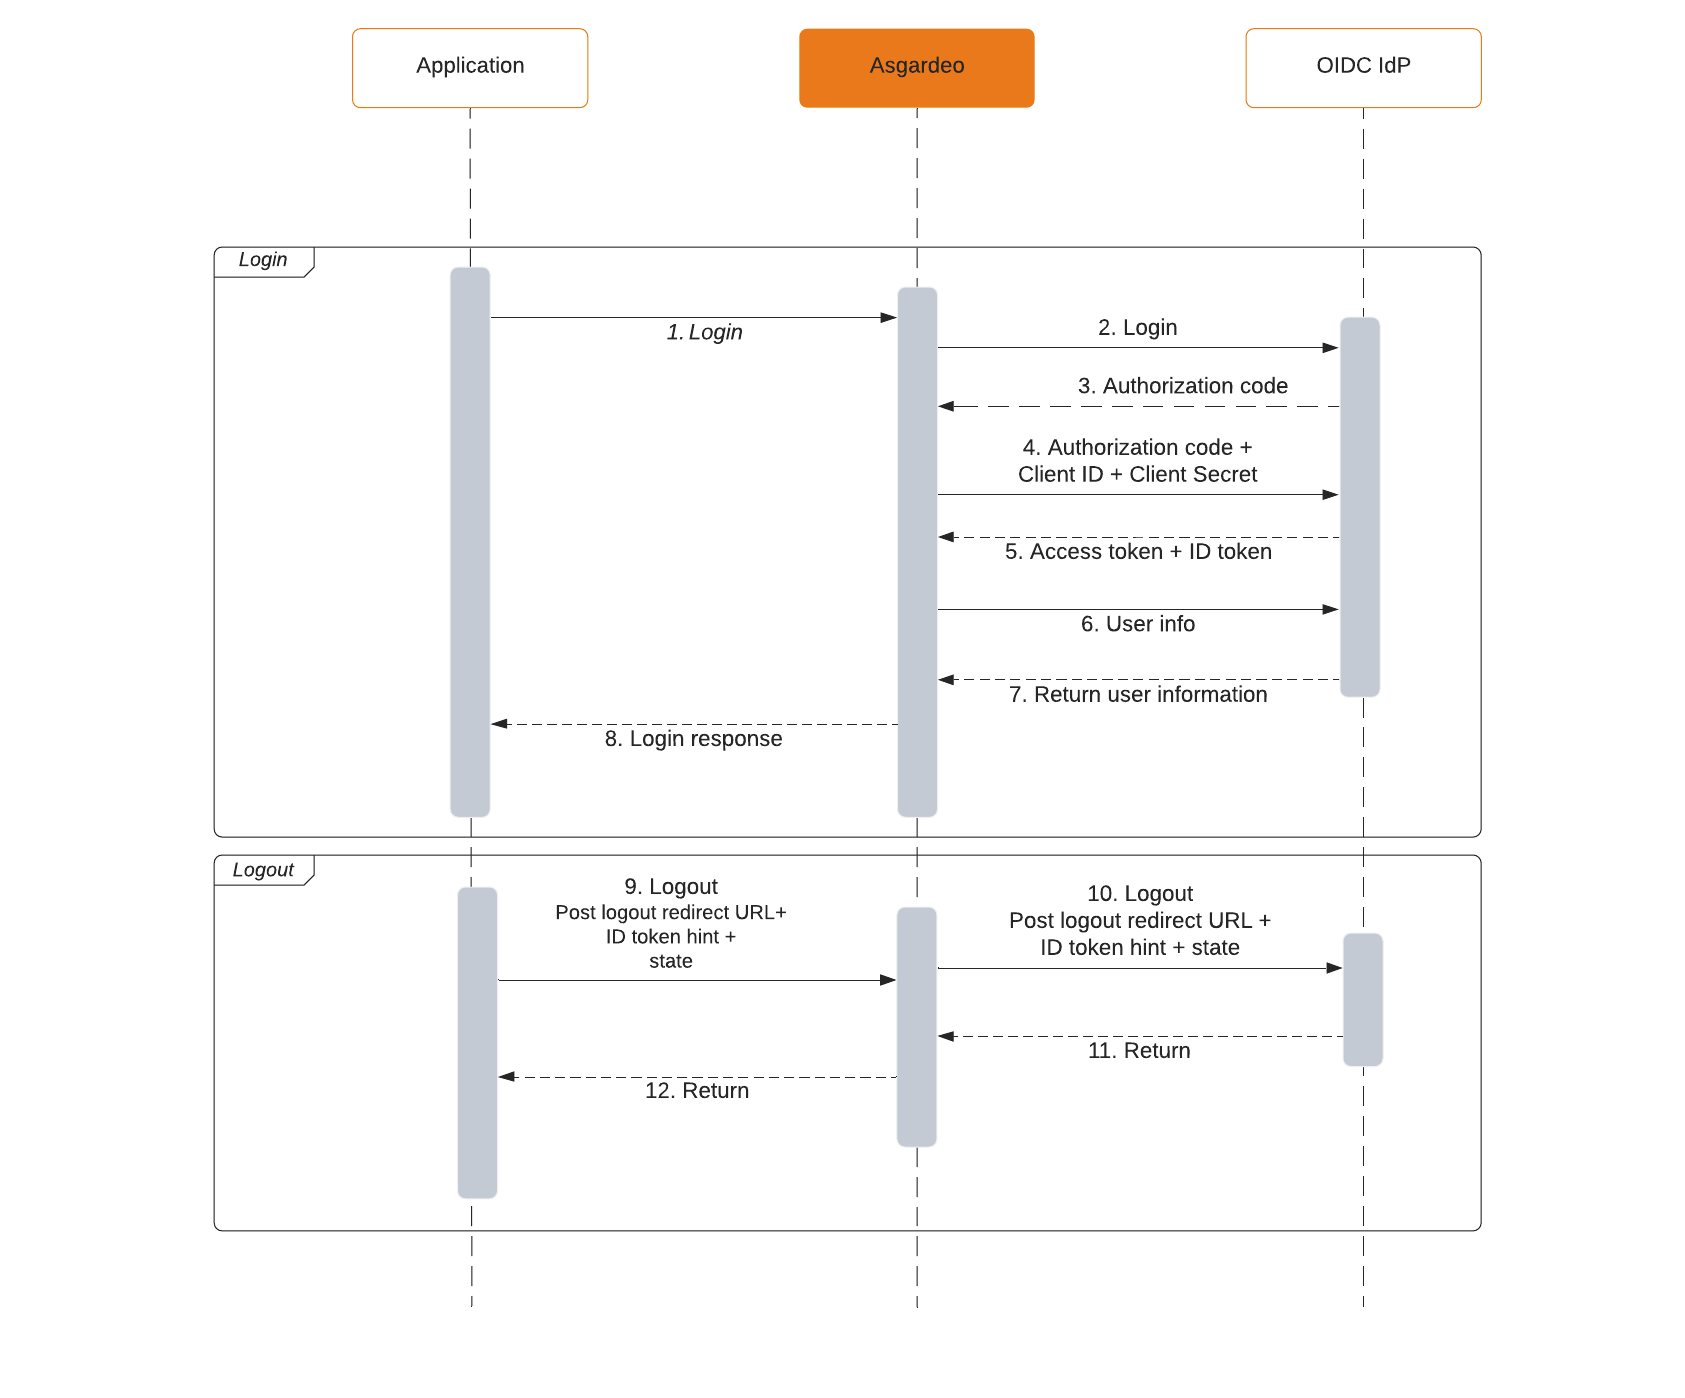 Application
Asgardeo
OIDC IdP
Login
1. Login
2. Login
3. Authorization code
4. Authorization code +
Client ID + Client Secret
5. Access token + ID token
6. User info
7. Return user information
8. Login response
Logout
9. Logout
Post logout redirect URL+
ID token hint +
state
10. Logout
Post logout redirect URL +
ID token hint + state
11. Return
12. Return